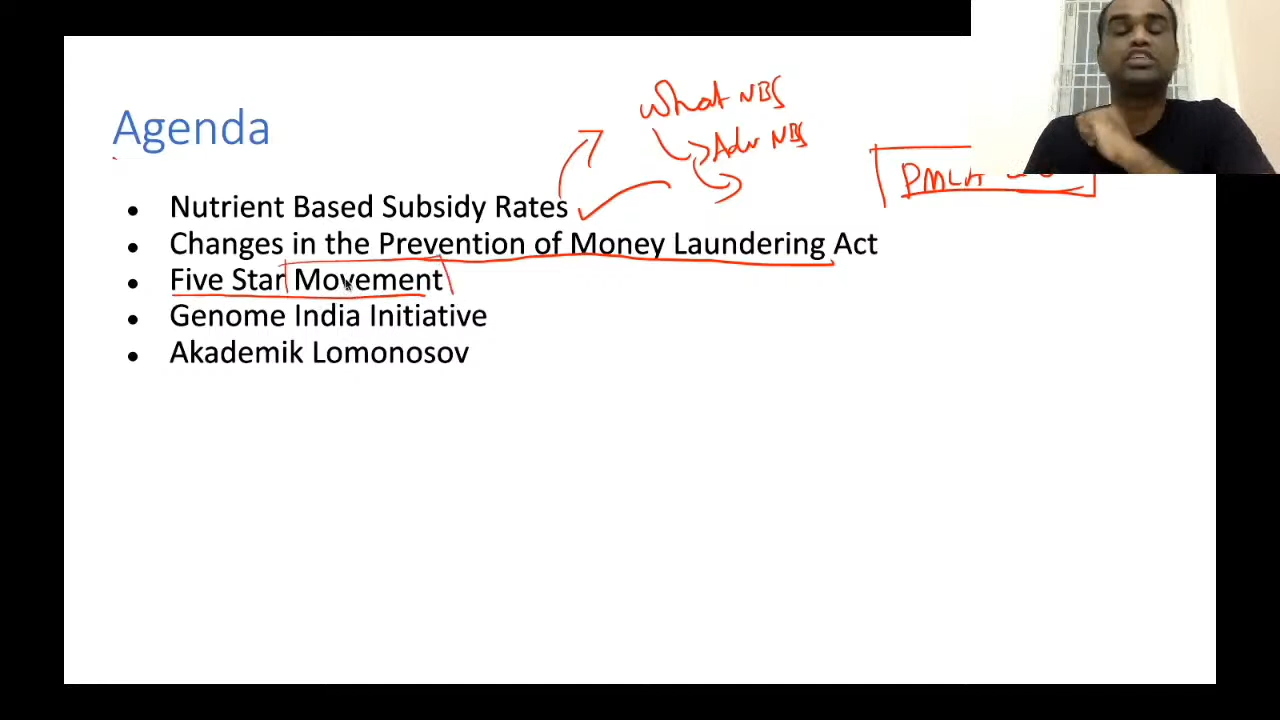 what NBS
Adv NBS
Agenda
PMLA
• Nutrient Based Subsidy Rates
• Changes in the Prevention of Money Laundering Act
• Five Star Movement
• Genome India Initiative
• Akademik Lomonosov